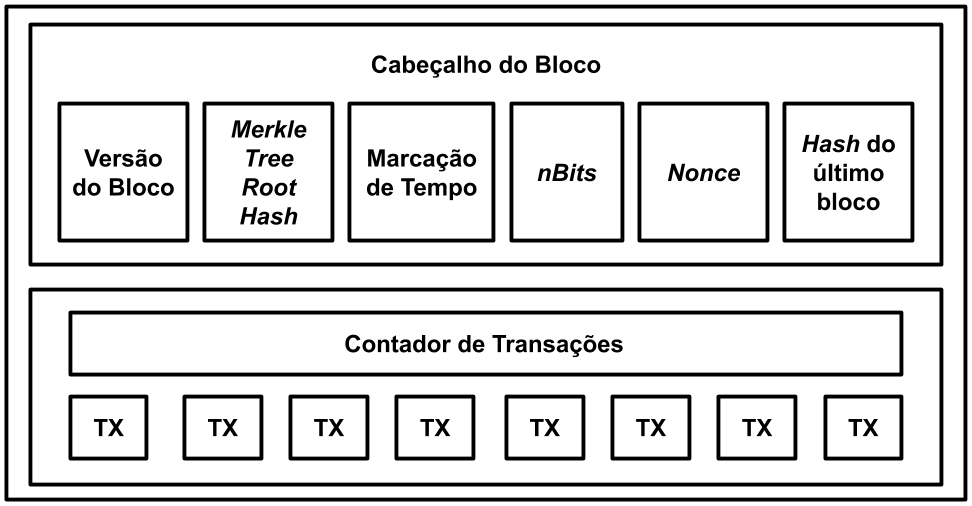 Cabeçalho do Bloco
Versão
do Bloco
Merkle
Tree
Root
Hash
Marcação
de Tempo
nBits
Nonce
Hash do
último
bloco
Contador de Transações
TX
TX
TX
TX
TX
TX
TX
TX